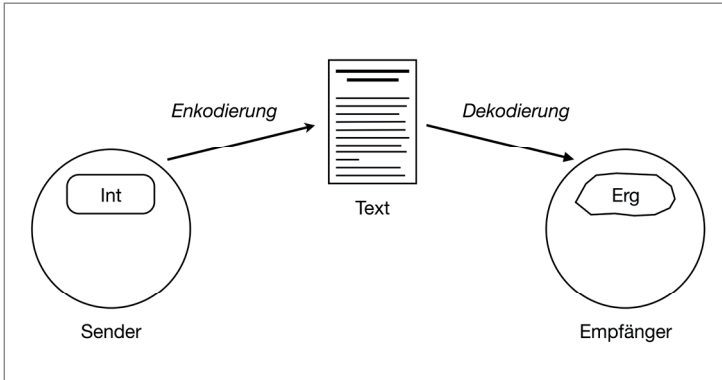 Enkodierung
Dekodierung
Int
Text
Erg
Sender
Empfänger